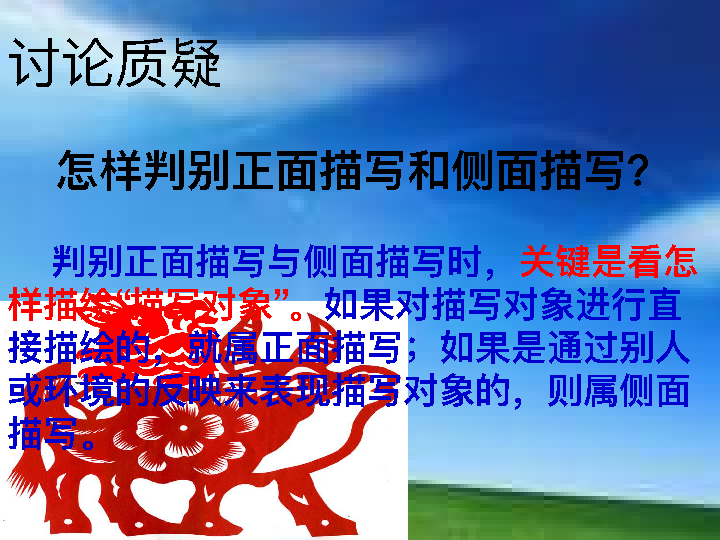 讨论质疑
怎样判别正面描写和侧面描写？
判别正面描写与侧面描写时，关键是看怎
样描绘“描写对象”。如果对描写对象进行直
接描绘的，就属正面描写；如果是通过别人
或环境的反映来表现描写对象的，则属侧面
描写。